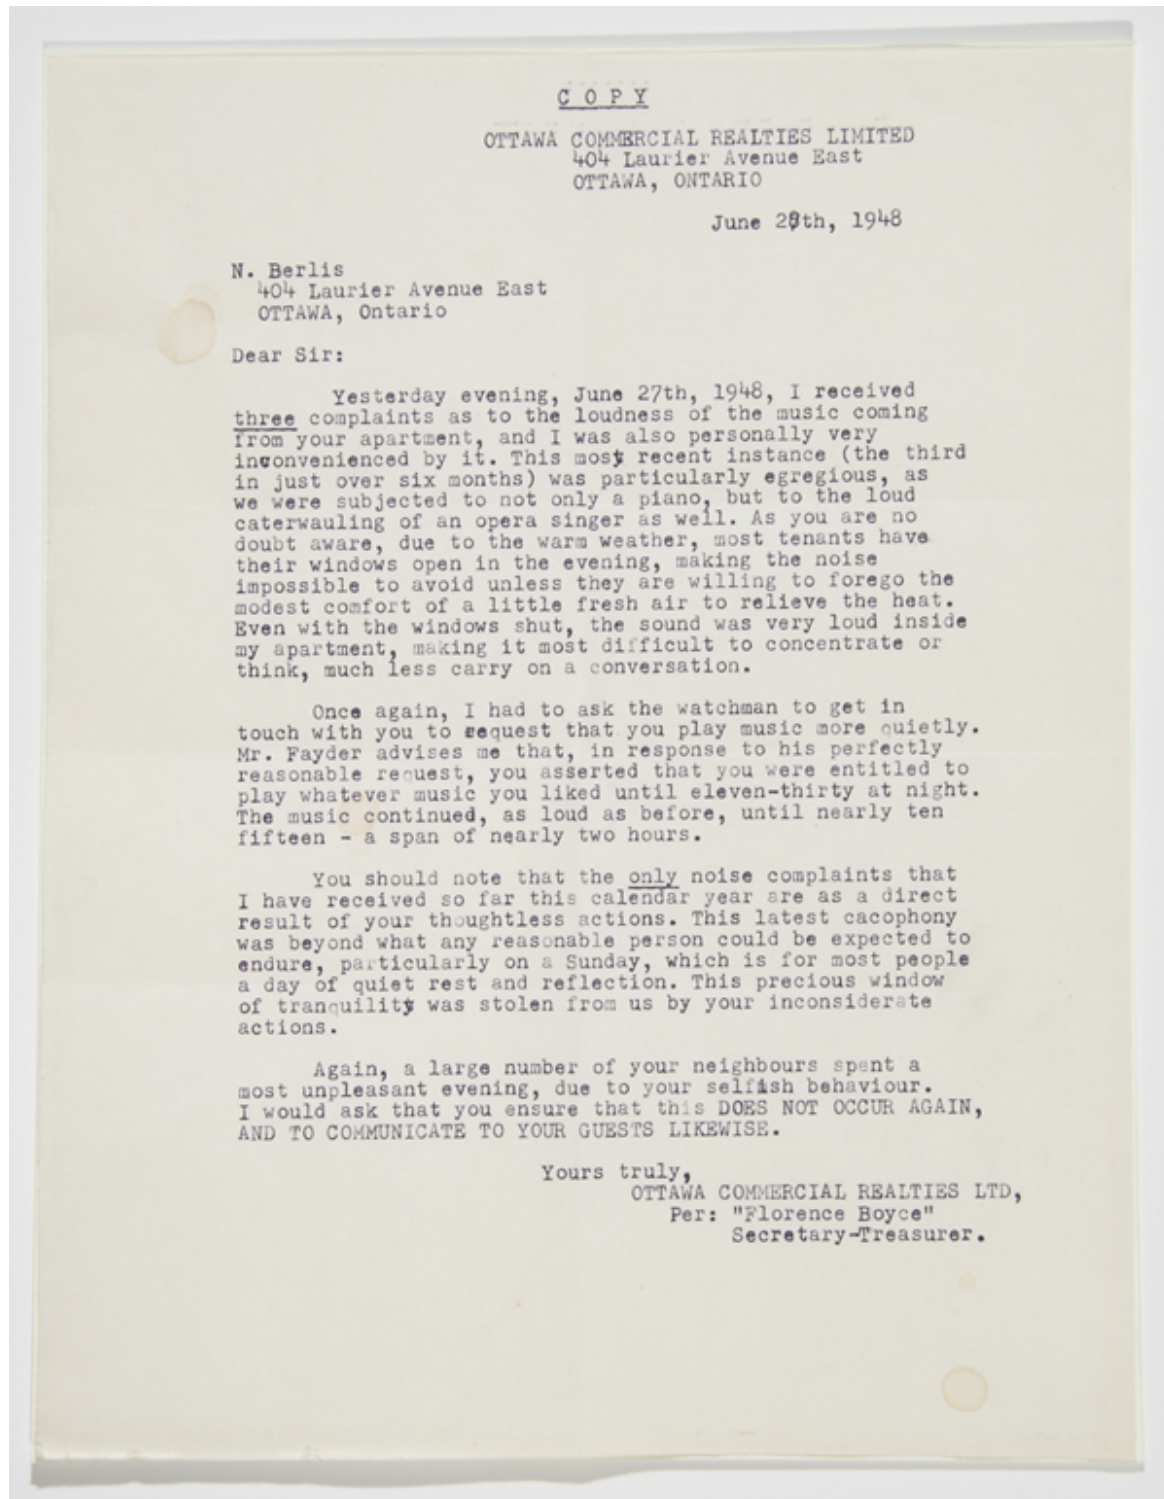 C O P Y
OTTAWA COMMERCIAL REALTIES LIMITED
404 Laurier Avenue East
OTTAWA, ONTARIO
June 28th, 1948
N. Berlis
404 Laurier Avenue East
OTTAWA, Ontario
Dear Sir:
Yesterday evening, June 27th, 1948, I received
three complaints as to the loudness of the music coming
from your apartment, and I was also personally very
inconvenienced by it. This most recent instance (the third
in just over six months) was particularly egregious, as
we were subjected to not only a piano, but to the loud
caterwauling of an opera singer as well. As you are no
doubt aware, due to the warm weather, most tenants have
their windows open in the evening, making the noise
impossible to avoid unless they are willing to forego the
modest comfort of a little fresh air to relieve the heat.
Even with the windows shut, the sound was very loud inside
my apartment, making it most difficult to concentrate or
think, much less carry on a conversation.
Once again, I had to ask the watchman to get in
touch with you to request that you play music more quietly.
Mr. Fayder advises me that, in response to his perfectly
reasonable request, you asserted that you were entitled to
play whatever music you liked until eleven-thirty at night.
The music continued, as loud as before, until nearly ten
fifteen - a span of nearly two hours.
You should note that the only noise complaints that
I have received so far this calendar year are as a direct
result of your thoughtless actions. This latest cacophony
was beyond what any reasonable person could be expected to
endure, particularly on a Sunday, which is for most people
a day of quiet rest and reflection. This precious window
of tranquility was stolen from us by your inconsiderate
actions.
Again, a large number of your neighbours spent a
most unpleasant evening, due to your selfish behaviour.
I would ask that you ensure that this DOES NOT OCCUR AGAIN,
AND TO COMMUNICATE TO YOUR GUESTS LIKEWISE.
Yours truly,
OTTAWA COMMERCIAL REALTIES LTD,
Per: "Florence Boyce"
Secretary-Treasurer.